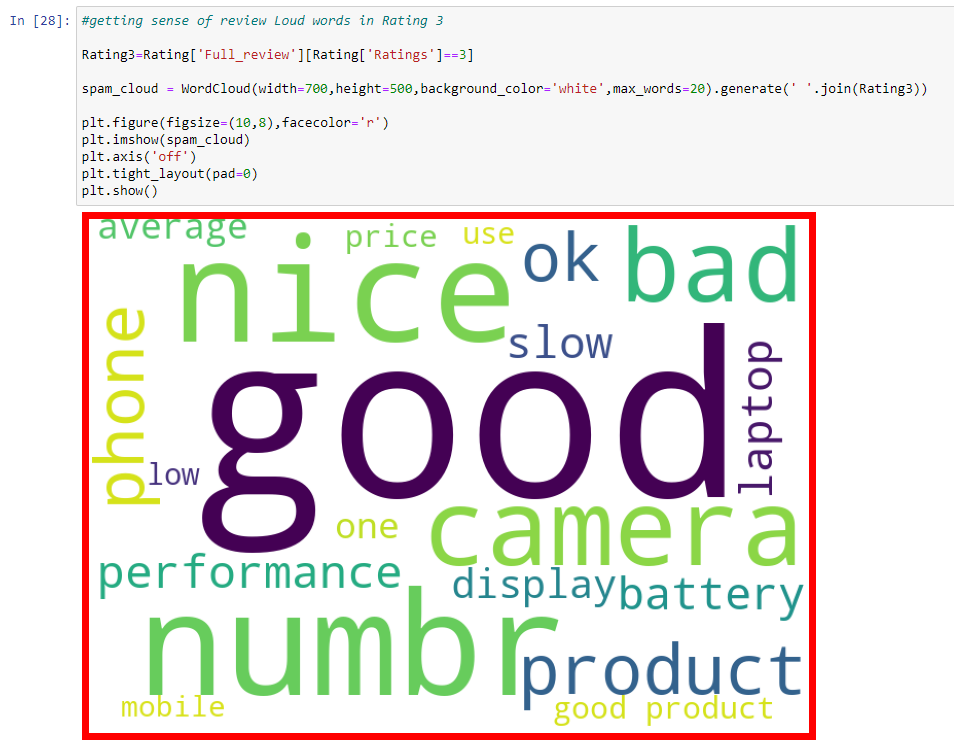 In [28]: #getting sense of review Loud words in Rating 3
Rating3=Rating['Full_review'][Rating['Ratings']==3]
spam_cloud = WordCloud(width=700,height=500,background_color='white',max_words=20).generate(' '.join(Rating3))
plt.figure(figsize=(10,8),facecolor='r')
plt.imshow(spam_cloud)
plt.axis('off')
plt.tight_layout(pad=0)
plt.show()
average
price
use
nice
ok
bad
phone
slow
good
laptop
low
one
camera
performance
display
battery
numbr
product
mobile
good product